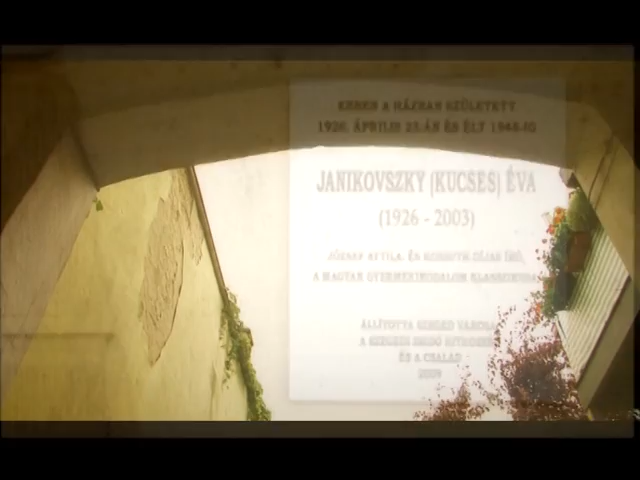 EBBEN A HÁZBAN SZÜLETETT
1926. ÁPRILIS 23-ÁN ÉS ÉLT 1948-IG
JANIKOVSZKY (KUCSES) ÉVA
(1926 - 2003)
JÓZSEF ATTILA- ÉS KOSSUTH-DÍJAS ÍRÓ,
A MAGYAR GYERMEKIRODALOM KLASSZIKUSA
ÁLLÍTOTTA SZEGED VÁROSA
A SZEGEDI
ÉS A CSALÁD